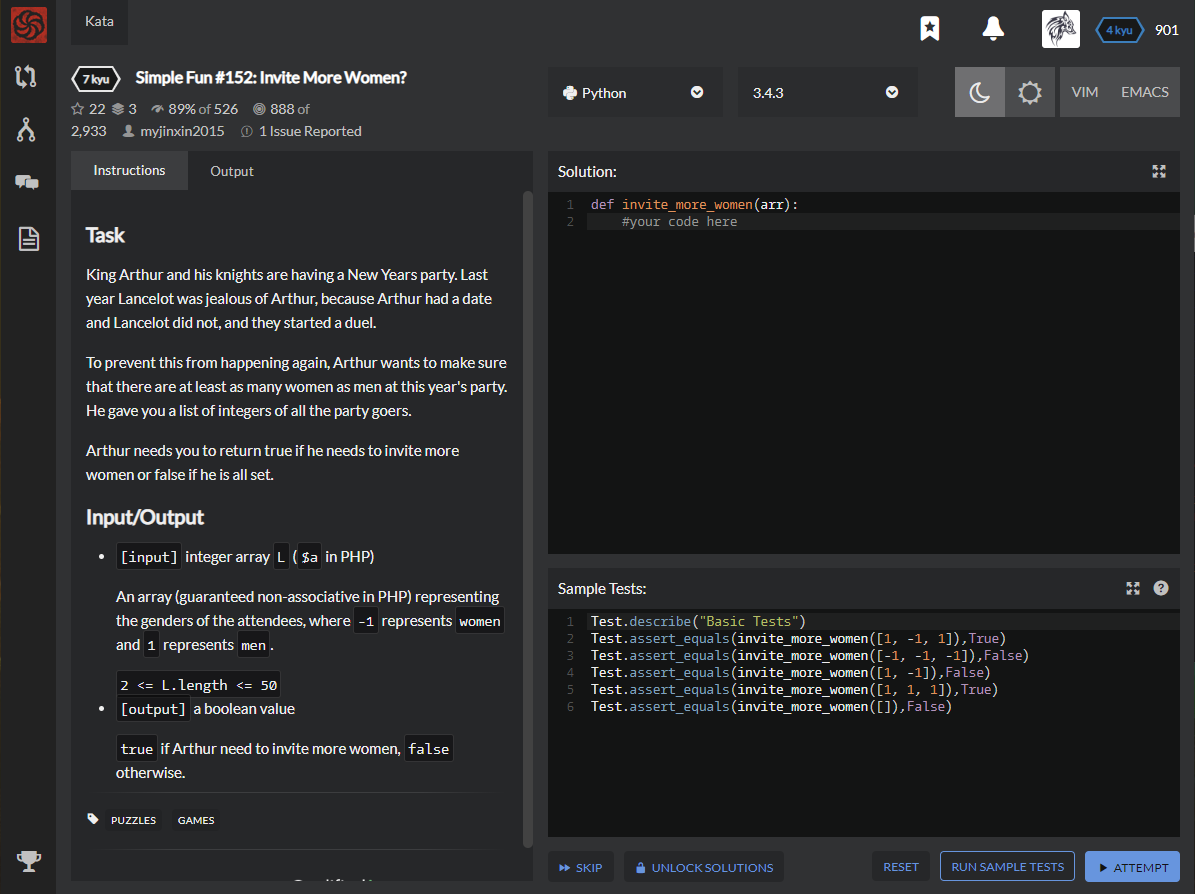 Kata
4 kyu
901
7 kyu
Simple Fun #152: Invite More Women?
22 3 89% of 526 888 of
2,933 myjinxin2015 1 Issue Reported
Python
3.4.3
VIM
EMACS
Instructions
Output
Task
King Arthur and his knights are having a New Years party. Last
year Lancelot was jealous of Arthur, because Arthur had a date
and Lancelot did not, and they started a duel.
To prevent this from happening again, Arthur wants to make sure
that there are at least as many women as men at this year's party.
He gave you a list of integers of all the party goers.
Arthur needs you to return true if he needs to invite more
women or false if he is all set.
Input/Output
• [input] integer array L ( $a in PHP)
An array (guaranteed non-associative in PHP) representing
the genders of the attendees, where -1 represents women
and 1 represents men .
2 <= L.length <= 50
• [output] a boolean value
true if Arthur need to invite more women, false
otherwise.
PUZZLES GAMES
Solution:
1 def invite_more_women(arr):
2 #your code here
Sample Tests:
?
1 Test.describe("Basic Tests")
2 Test.assert_equals(invite_more_women([1, -1, 1]),True)
3 Test.assert_equals(invite_more_women([-1, -1, -1]),False)
4 Test.assert_equals(invite_more_women([1, -1]),False)
5 Test.assert_equals(invite_more_women([1, 1, 1]),True)
6 Test.assert_equals(invite_more_women([]),False)
SKIP
UNLOCK SOLUTIONS
RESET
RUN SAMPLE TESTS
ATTEMPT